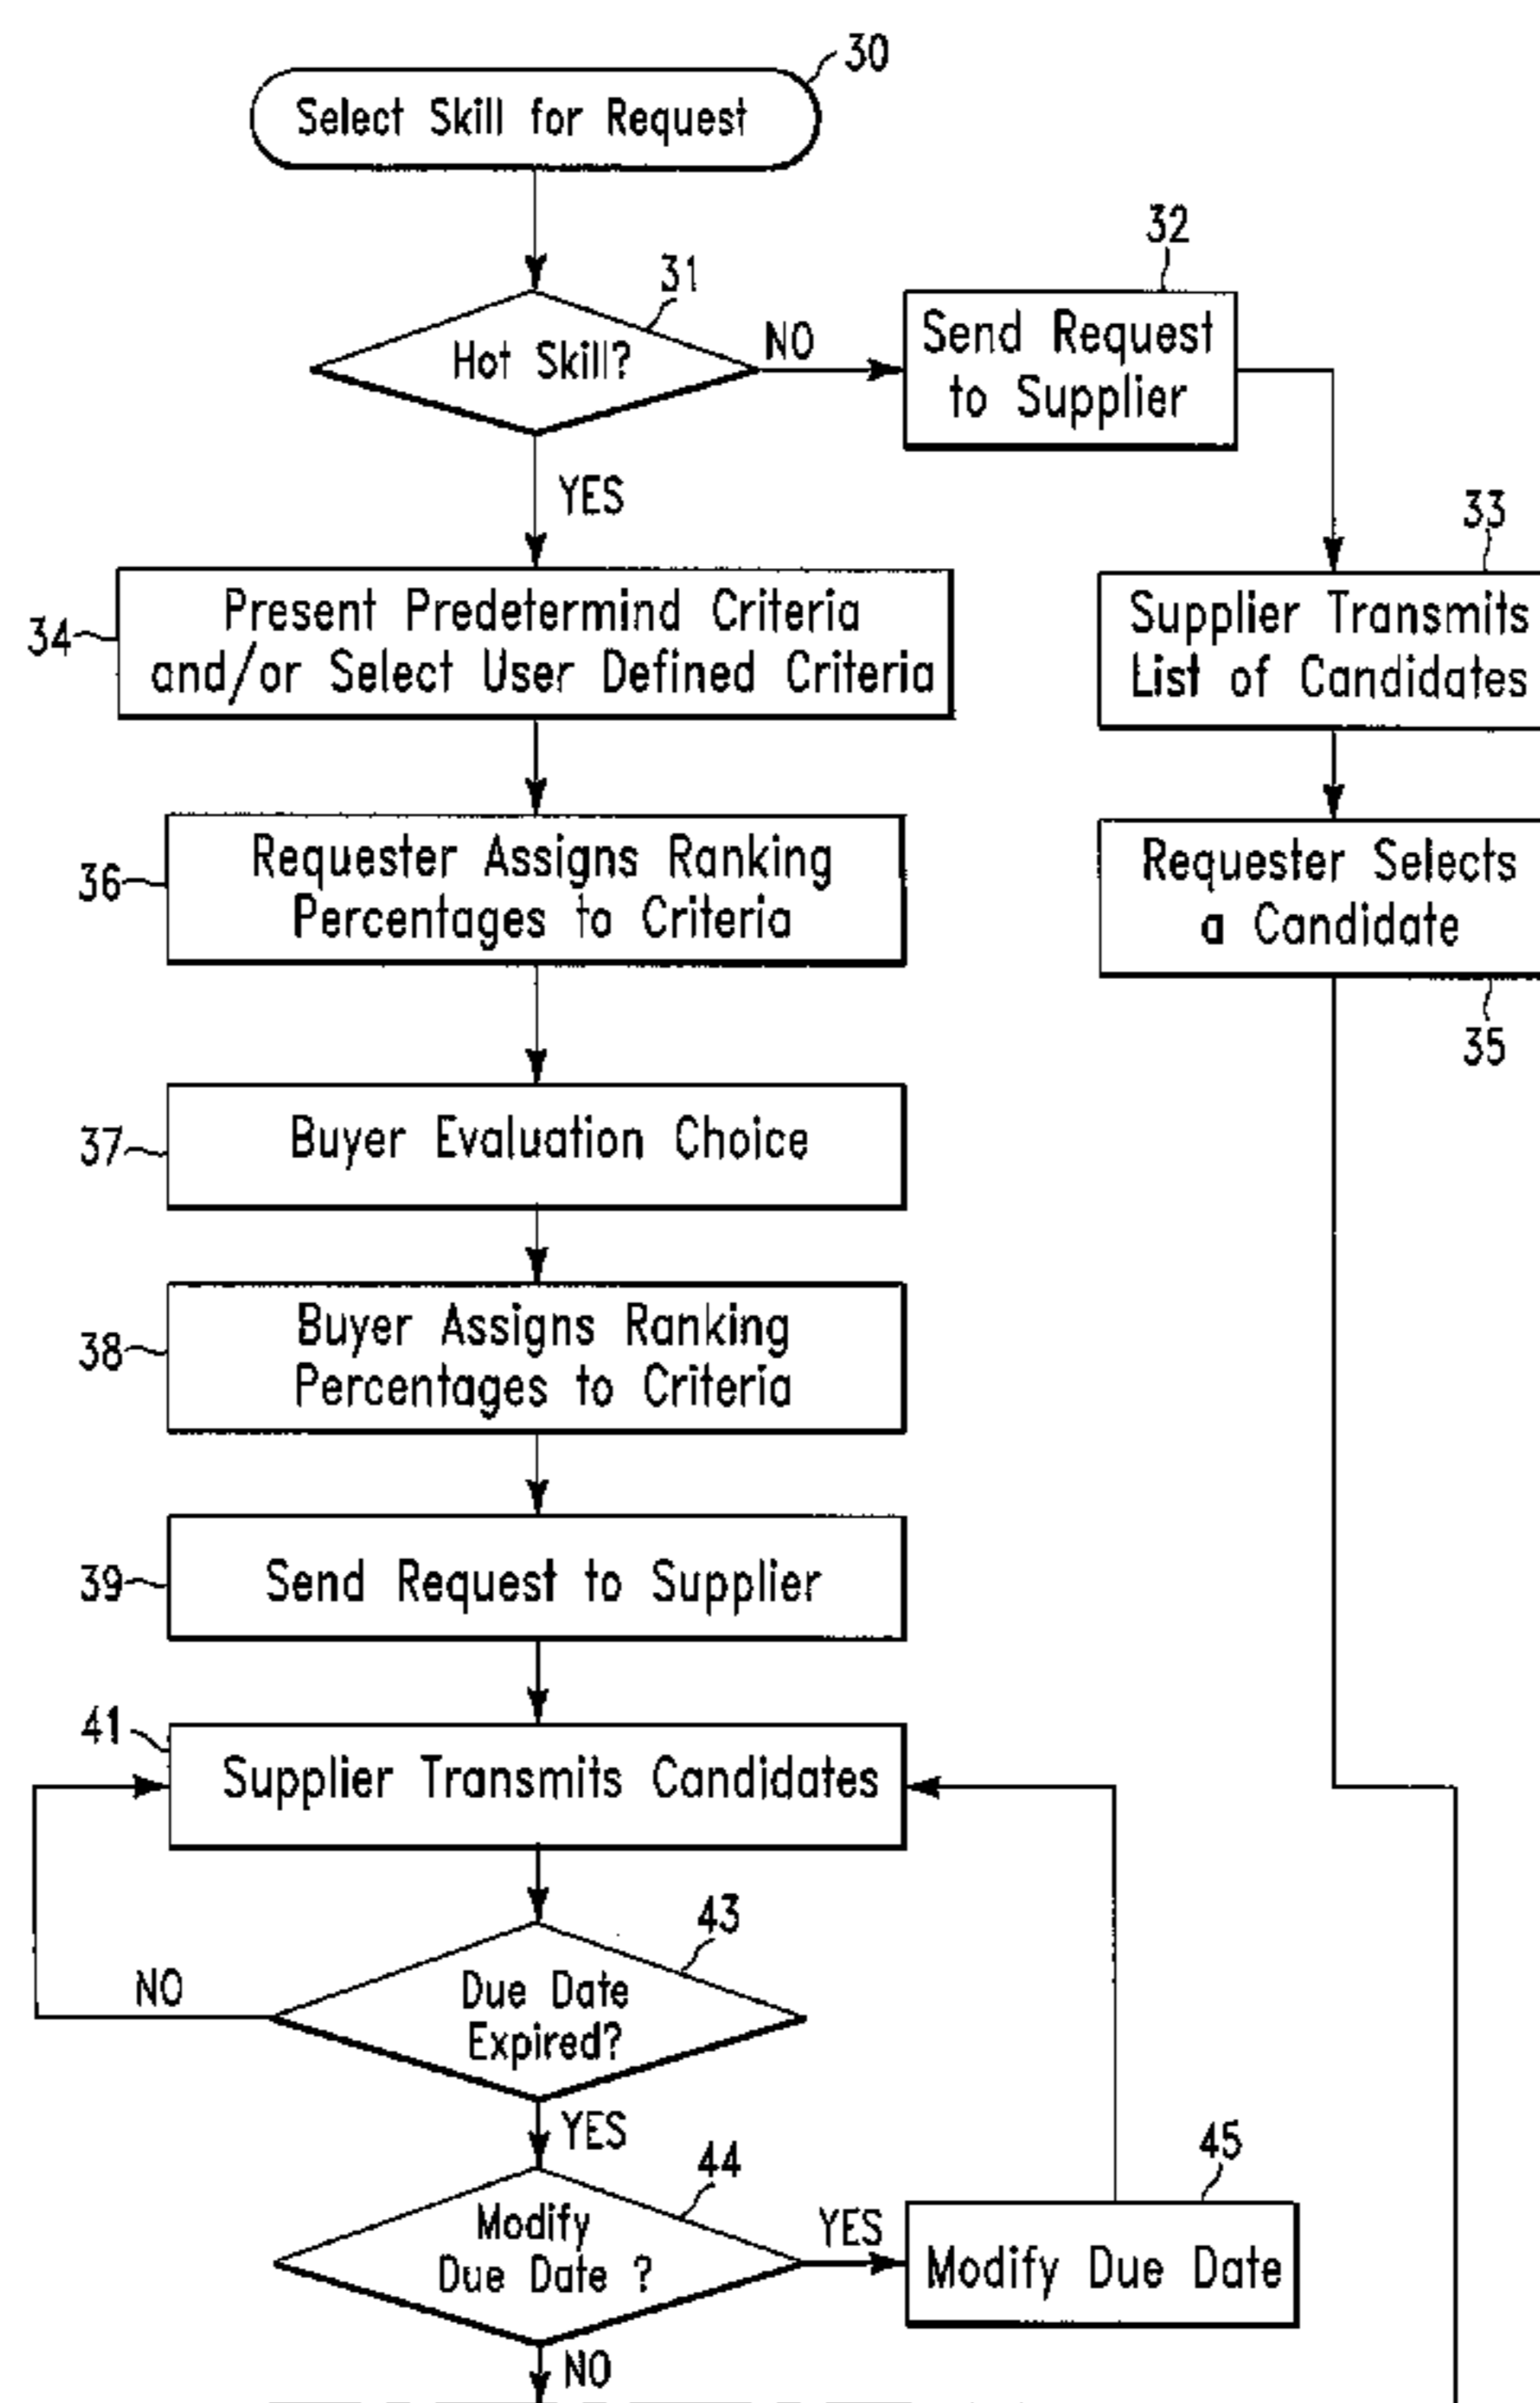 30
Select Skill for Request
31
Hot Skill?
NO
32
Send Request
to Supplier
YES
33
Supplier Transmits
List of Candidates
34
Present Predetermind Criteria
and/or Select User Defined Criteria
36
Requester Assigns Ranking
Percentages to Criteria
Requester Selects
a Candidate
35
37
Buyer Evaluation Choice
38
Buyer Assigns Ranking
Percentages to Criteria
39
Send Request to Supplier
41
Supplier Transmits Candidates
43
Due Date
Expired?
NO
YES
44
Modify
Due Date ?
YES
45
Modify Due Date
NO